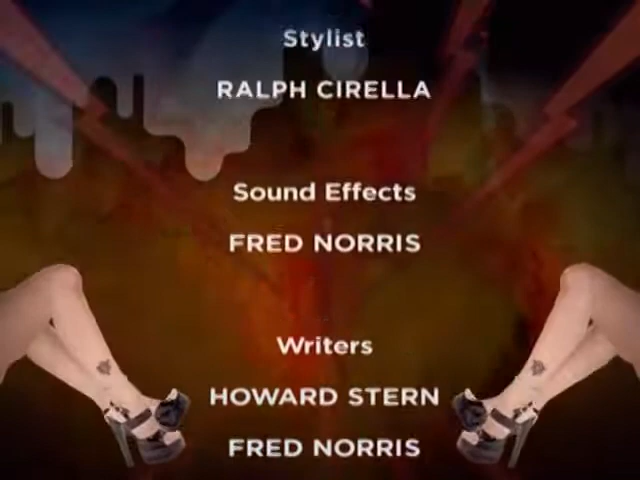 Stylist
RALPH CIRELLA
Sound Effects
FRED NORRIS
Writers
HOWARD STERN
FRED NORRIS